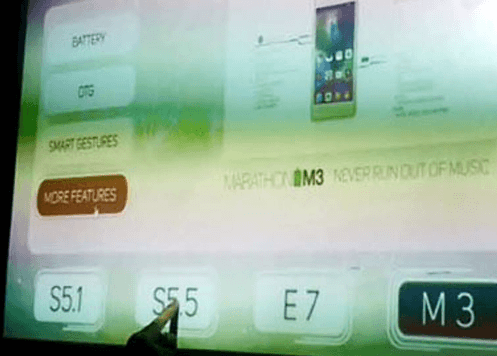 BATTERY
OTG
SMART GESTURES
MORE FEATURES
MARATHON M3 NEVER RUN OUT OF MUSIC
S5.1
S5.5
E7
M3